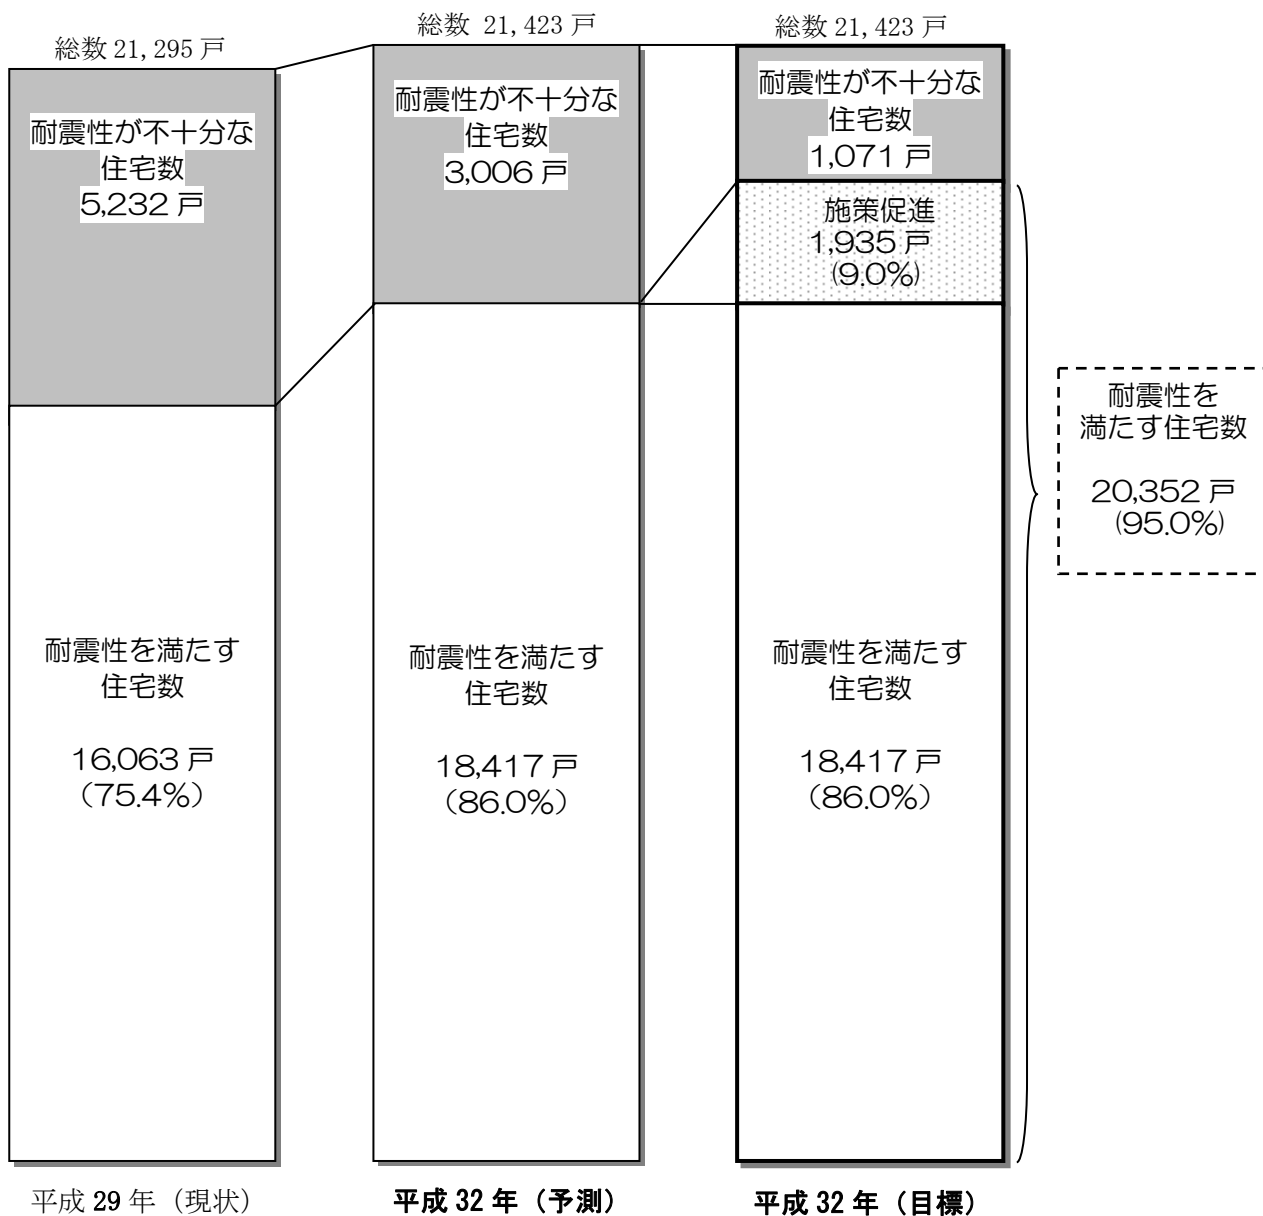 総数 21,295 戸
耐震性が不十分な
住宅数
5,232 戸
耐震性を満たす
住宅数
16,063 戸
（75.4%）
平成 29 年（現状）
総数 21,423 戸
耐震性が不十分な
住宅数
3,006 戸
耐震性を満たす
住宅数
18,417 戸
（86.0%）
平成 32 年（予測）
総数 21,423 戸
耐震性が不十分な
住宅数
1,071 戸
施策促進
1,935 戸
(9.0%)
耐震性を満たす
住宅数
18,417 戸
（86.0%）
平成 32 年（目標）
耐震性を
満たす住宅数
20,352 戸
(95.0%)